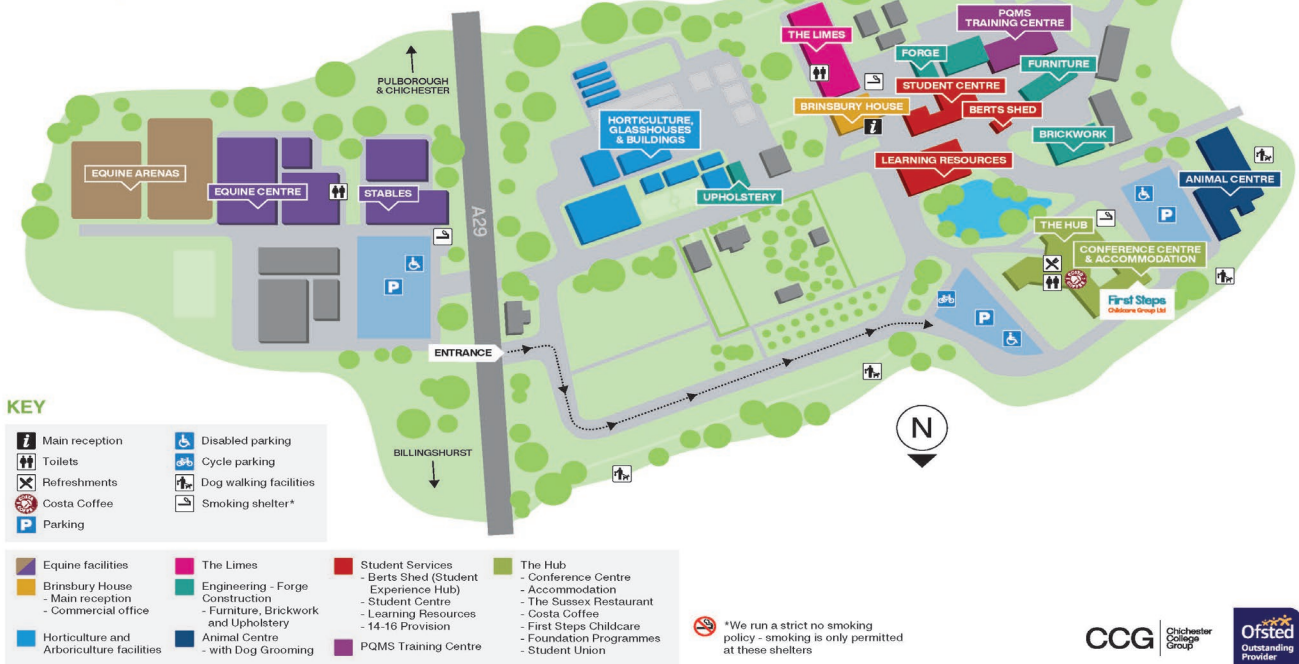 PQMS
TRAINING CENTRE
THE LIMES
FORGE
FURNITURE
PULBOROUGH
& CHICHESTER
STUDENT CENTRE
BRINSBURY HOUSE
BERTS SHED
HORTICULTURE,
GLASSHOUSES
& BUILDINGS
BRICKWORK
LEARNING RESOURCES
EQUINE ARENAS
EQUINE CENTRE
STABLES
UPHOLSTERY
ANIMAL CENTRE
A29
P
THE HUB
CONFERENCE CENTRE
& ACCOMMODATION
COSTA
COFFEE
First Steps
Childcare Group Ltd
P
P
ENTRANCE
N
BILLINGSHURST
KEY
i Main reception
Toilets
Refreshments
Costa Coffee
P Parking
Disabled parking
Cycle parking
Dog walking facilities
Smoking shelter*
Equine facilities
Brinsbury House
- Main reception
- Commercial office
Horticulture and
Arboriculture facilities
The Limes
Engineering - Forge
Construction
- Furniture, Brickwork
and Upholstery
Animal Centre
- with Dog Grooming
Student Services
- Berts Shed (Student
Experience Hub)
- Student Centre
- Learning Resources
- 14-16 Provision
PQMS Training Centre
The Hub
- Conference Centre
- Accommodation
- The Sussex Restaurant
- Costa Coffee
- First Steps Childcare
- Foundation Programmes
- Student Union
*We run a strict no smoking
policy - smoking is only permitted
at these shelters
CCG Chichester
College
Group
Ofsted
Outstanding
Provider